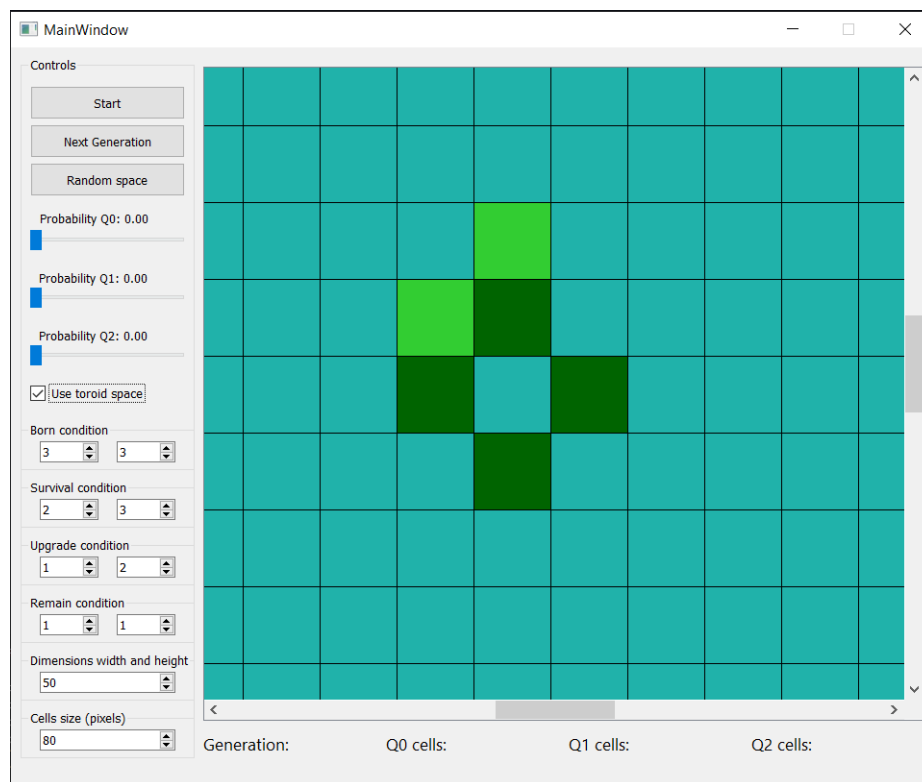 MainWindow
Controls
Start
Next Generation
Random space
Probability Q0: 0.00
Probability Q1: 0.00
Probability Q2: 0.00
Use toroid space
Born condition
3 3
Survival condition
2 3
Upgrade condition
1 2
Remain condition
1 1
Dimensions width and height
50
Cells size (pixels)
80
Generation: Q0 cells: Q1 cells: Q2 cells: